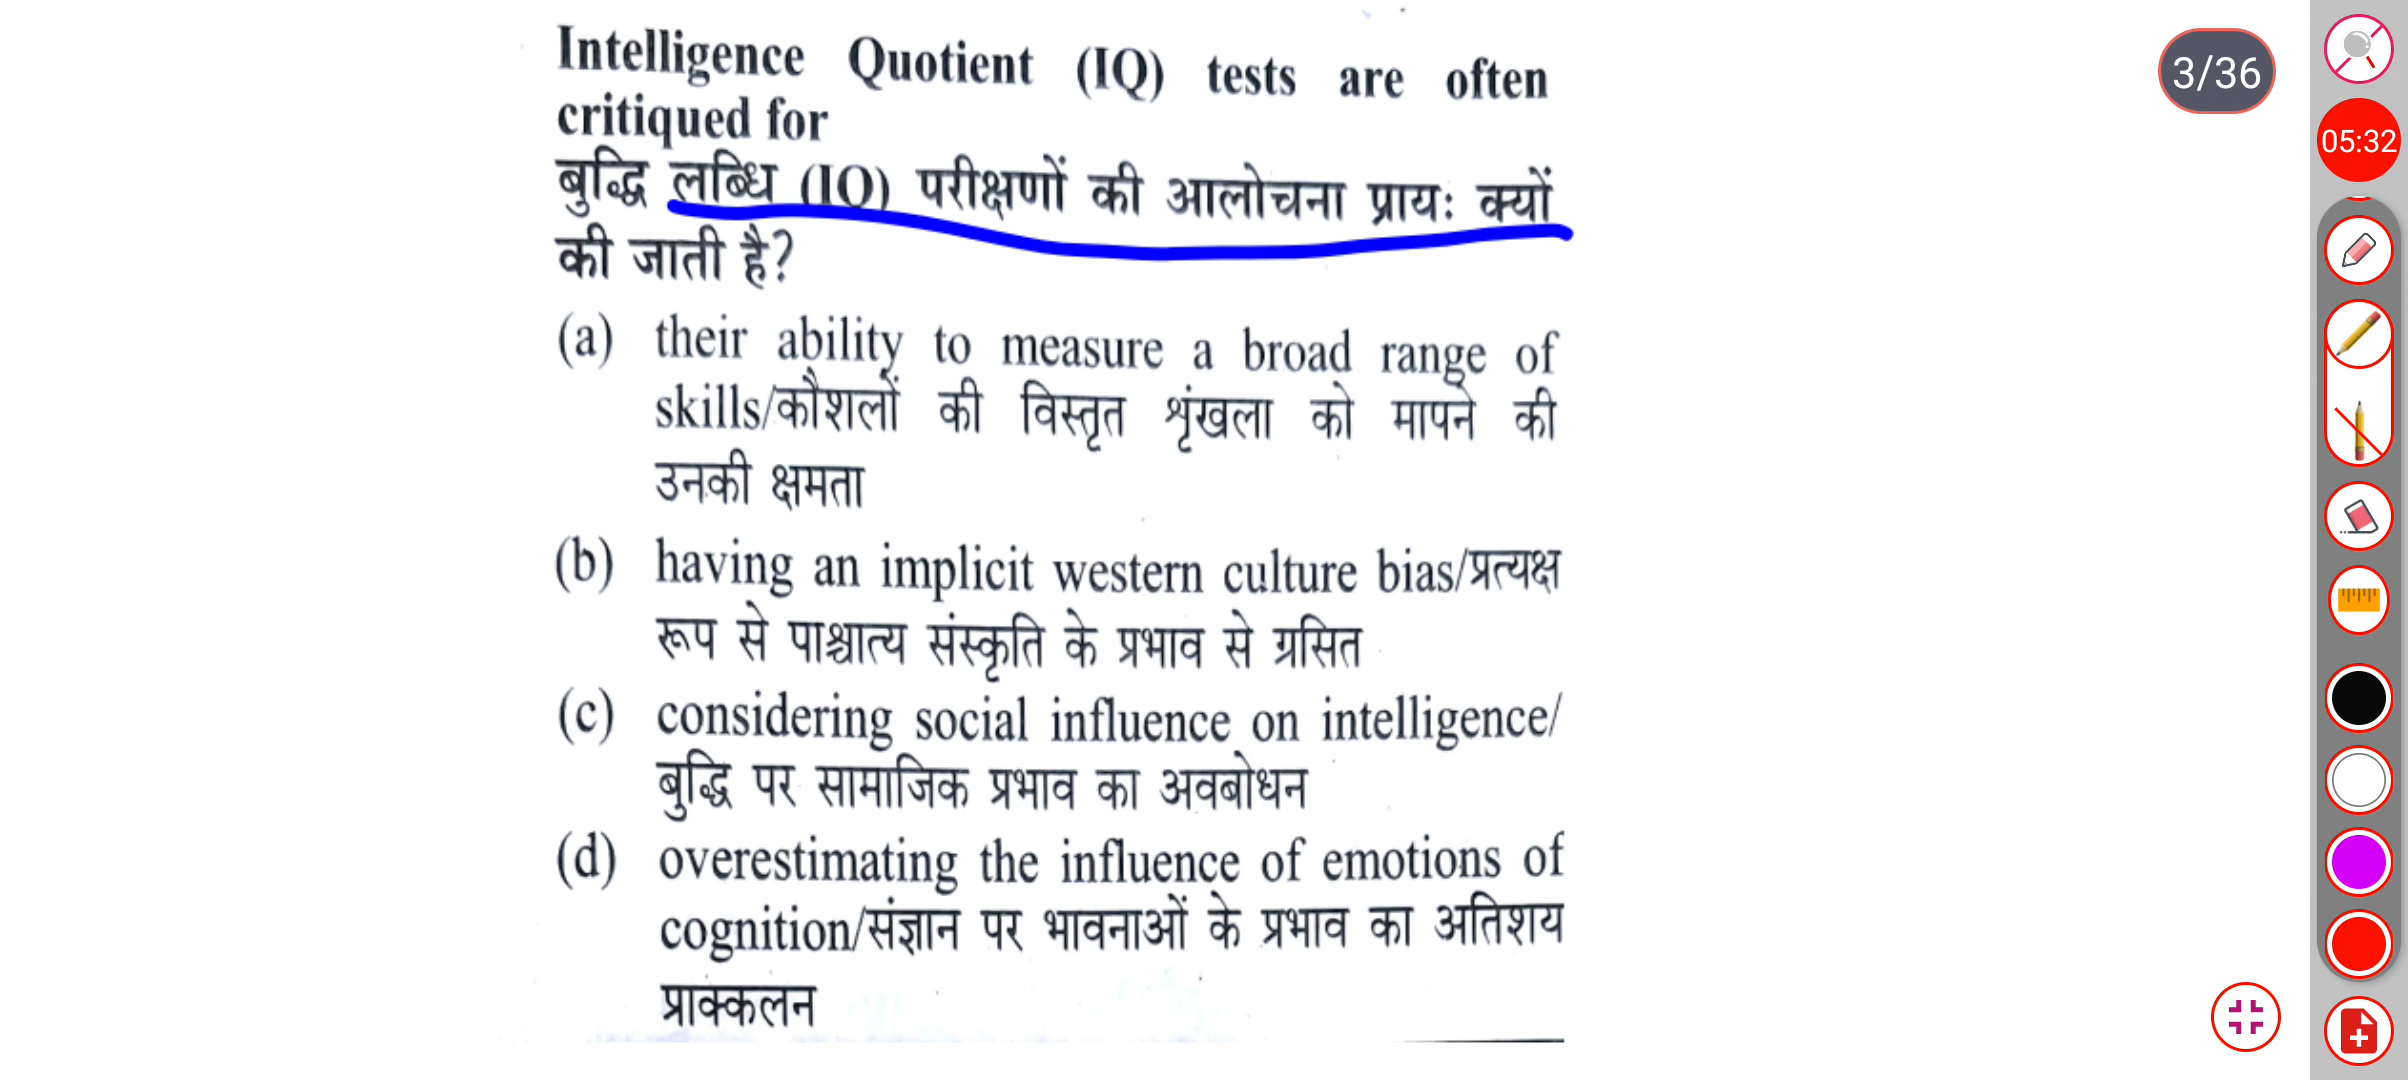 Intelligence Quotient (IQ) tests are often
critiqued for
बुद्धि लब्धि (IQ) परीक्षणों की आलोचना प्रायः क्यों
की जाती है?
(a) their ability to measure a broad range of
skills/कौशलों की विस्तृत शृंखला को मापने की
उनकी क्षमता
(b) having an implicit western culture bias/प्रत्यक्ष
रूप से पाश्चात्य संस्कृति के प्रभाव से ग्रसित
(c) considering social influence on intelligence/
बुद्धि पर सामाजिक प्रभाव का अवबोधन
(d) overestimating the influence of emotions of
cognition/संज्ञान पर भावनाओं के प्रभाव का अतिशय
प्राक्कलन
3/36
05:32